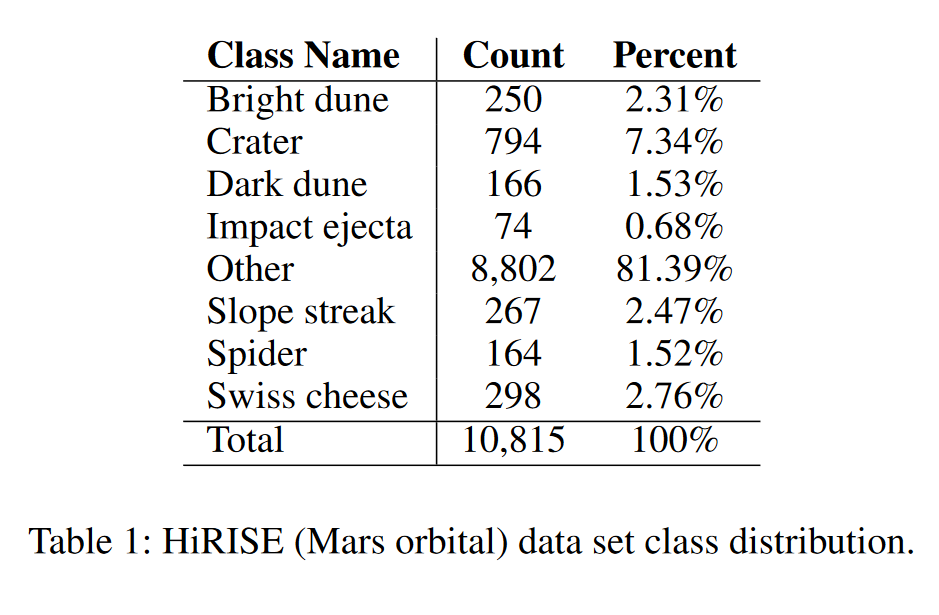 Class Name Count Percent
Bright dune 250 2.31%
Crater 794 7.34%
Dark dune 166 1.53%
Impact ejecta 74 0.68%
Other 8,802 81.39%
Slope streak 267 2.47%
Spider 164 1.52%
Swiss cheese 298 2.76%
Total 10,815 100%
Table 1: HiRISE (Mars orbital) data set class distribution.